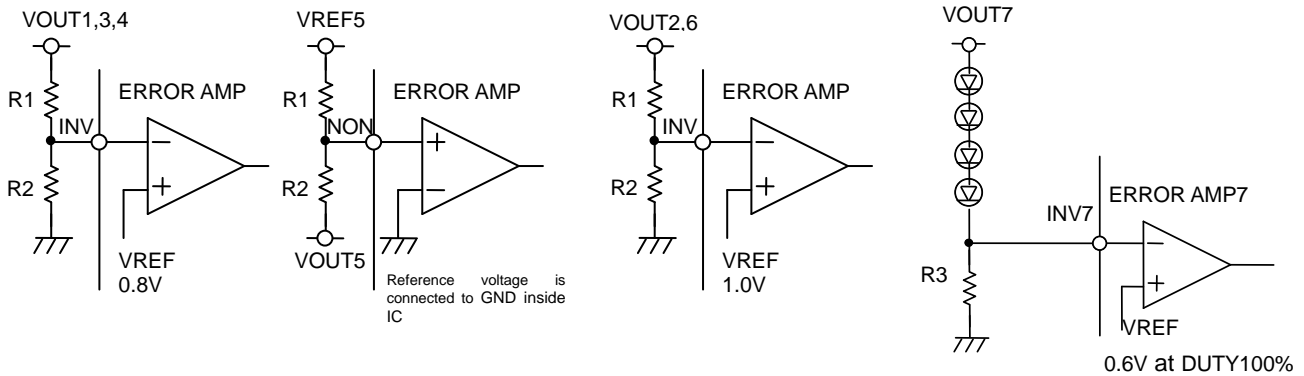 VOUT1,3,4
R1
ERROR AMP
INV
−
R2
+
VREF
0.8V
VREF5
R1
ERROR AMP
NON
+
R2
−
VOUT5
Reference voltage is
connected to GND inside
IC
VOUT2.6
R1
ERROR AMP
INV
−
R2
+
VREF
1.0V
VOUT7
ERROR AMP7
INV7
−
R3
+
VREF
0.6V at DUTY100%